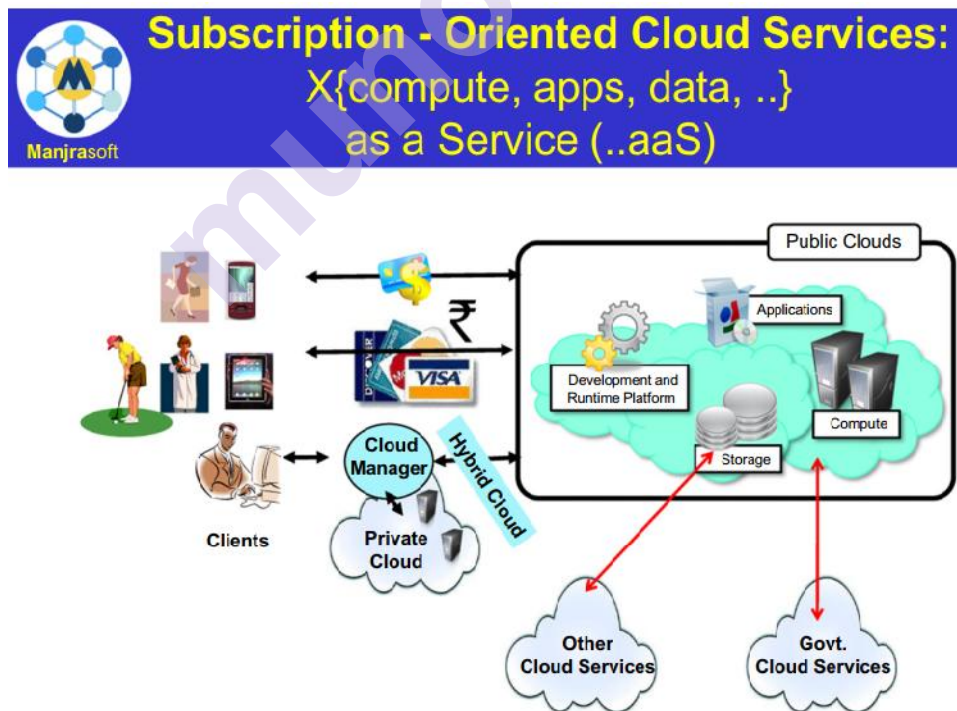 Subscription - Oriented Cloud Services:
X{compute, apps, data, ..}
as a Service (..aaS)
Manjrasoft
Public Clouds
Applications
Development and
Runtime Platform
Compute
Storage
₹
DISCOVER
VISA
Cloud
Manager
Hybrid Cloud
Private
Cloud
Clients
Other
Cloud Services
Govt.
Cloud Services